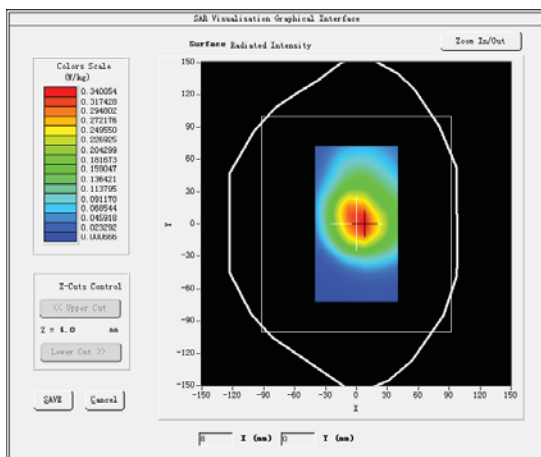 SAR Visualisation Graphical Interface
Surface Radiated Intensity
Zoom In/Out
Colors Scale
(W/kg)
0.340054
0.317428
0.294802
0.272176
0.249550
0.226925
0.204299
0.181673
0.159047
0.136421
0.113795
0.091170
0.068544
0.045918
0.023292
0.000666
150
120
90
60
30
0
-30
-60
-90
-120
-150
Y
-150 -120 -90 -60 -30 0 30 60 90 120 150
X
Z-Cuts Control
<< Upper Cut
Z = 4.0 mm
Lower Cut >>
SAVE Cancel
8 X (mm) 0 Y (mm)